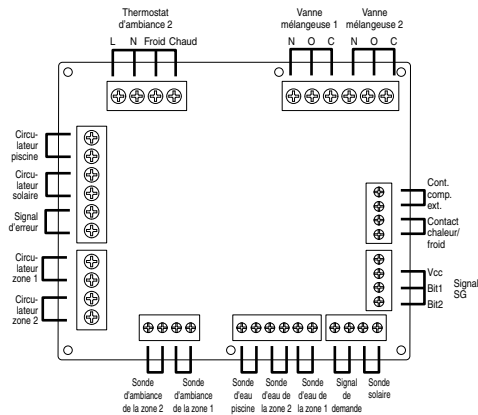 Thermostat
d'ambiance 2
L N Froid Chaud
Vanne
mélangeuse 1
N O C
Vanne
mélangeuse 2
N O C
Circu-
lateur
piscine
Circu-
lateur
solaire
Signal
d'erreur
Circu-
lateur
zone 1
Circu-
lateur
zone 2
Cont.
comp.
ext.
Contact
chaleur/
froid
Vcc
Bit1
Bit2
Signal
SG
Sonde
d'ambiance
de la zone 2
Sonde
d'ambiance
de la zone 1
Sonde
d'eau
piscine
Sonde
d'eau de
la zone 2
Sonde
d'eau de
la zone 1
Signal
de
demande
Sonde
solaire